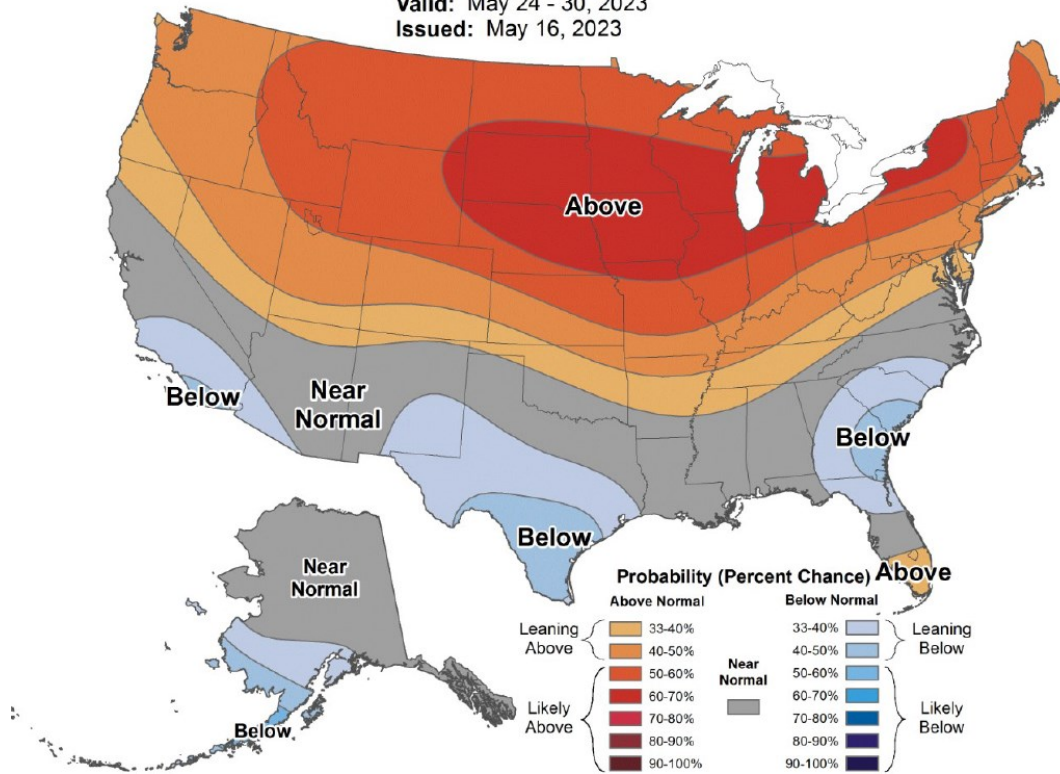 Valid: May 24 - 30, 2023
Issued: May 16, 2023
Above
Below
Near
Normal
Below
Below
Above
Near
Normal
Below
Probability (Percent Chance)
Above Normal
Below Normal
Leaning
Above
33-40%
40-50%
50-60%
60-70%
70-80%
80-90%
90-100%
Likely
Above
Near
Normal
33-40%
40-50%
50-60%
60-70%
70-80%
80-90%
90-100%
Leaning
Below
Likely
Below